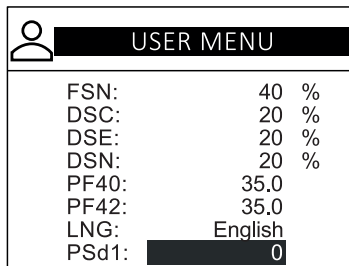 USER MENU
FSN: 40 %
DSC: 20 %
DSE: 20 %
DSN: 20 %
PF40: 35.0
PF42: 35.0
LNG: English
PSd1: 0